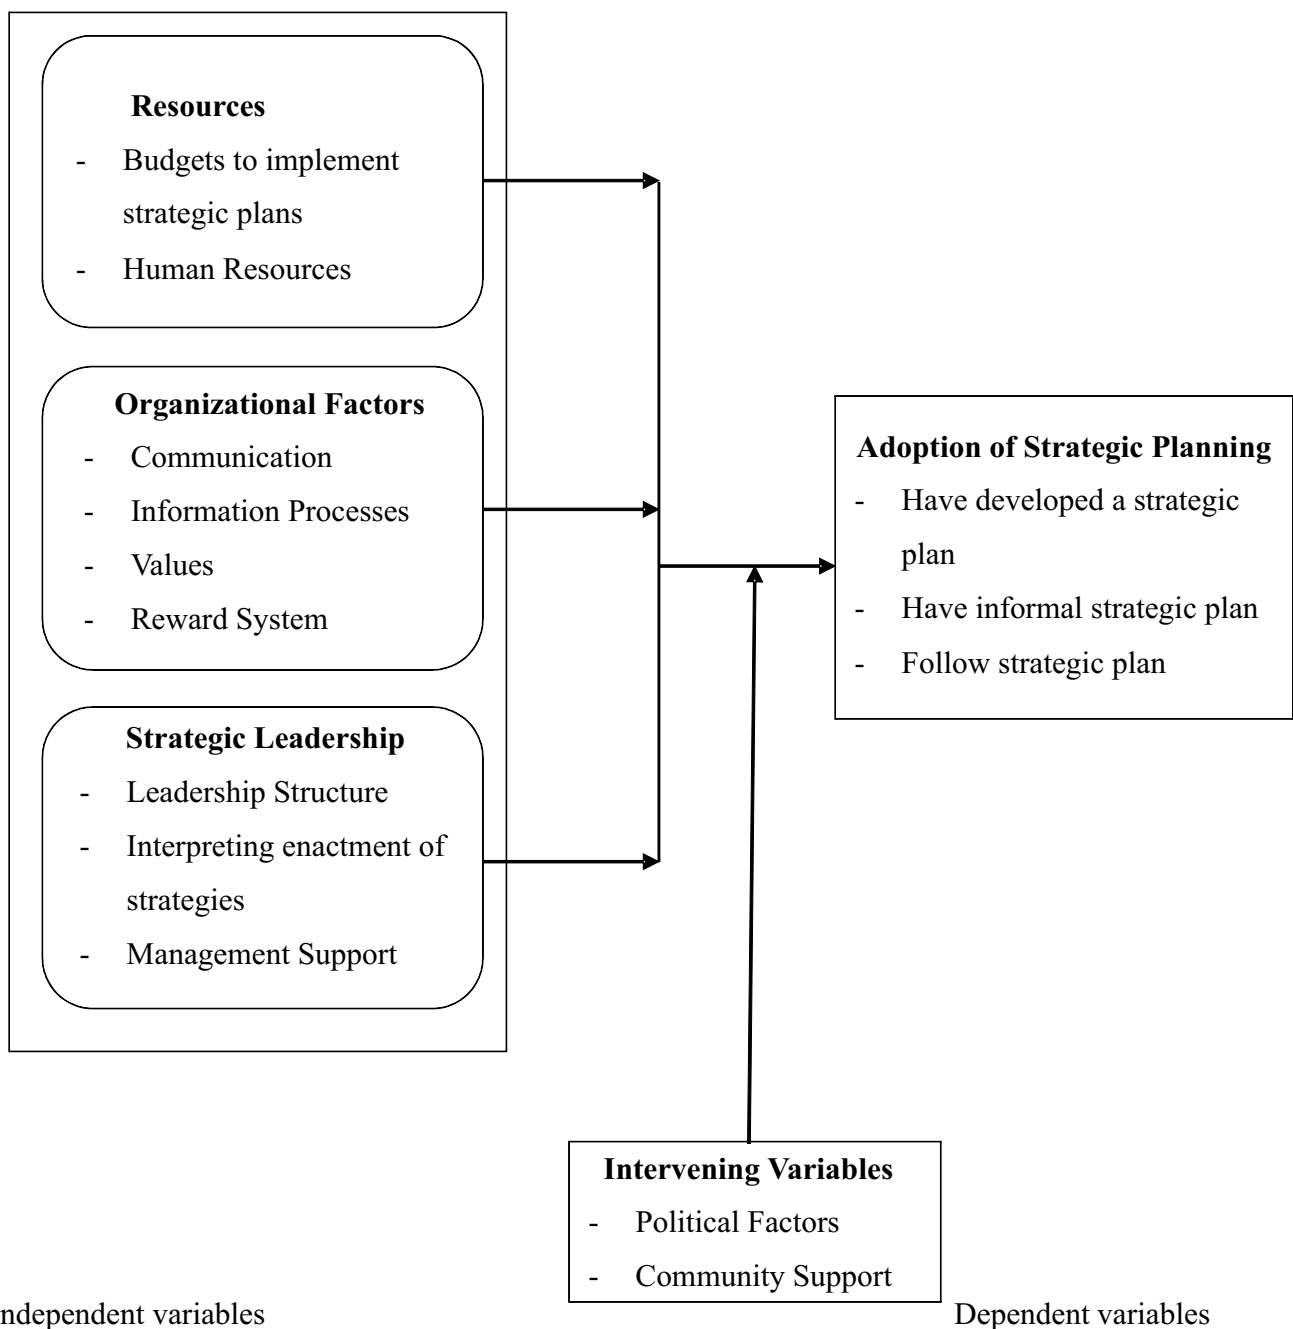 Resources
- Budgets to implement
strategic plans
- Human Resources
Organizational Factors
- Communication
- Information Processes
- Values
- Reward System
Strategic Leadership
- Leadership Structure
- Interpreting enactment of
strategies
- Management Support
Adoption of Strategic Planning
- Have developed a strategic
plan
- Have informal strategic plan
- Follow strategic plan
Intervening Variables
- Political Factors
- Community Support
ndependent variables
Dependent variables